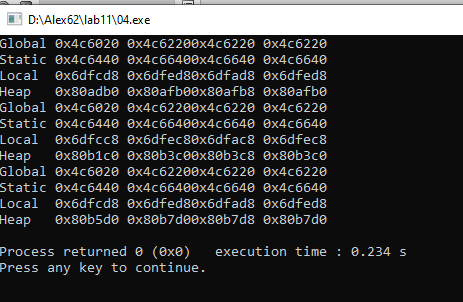 D:\Alex62\lab11\04.exe
Global 0x4c6020 0x4c62200x4c6220 0x4c6220
Static 0x4c6440 0x4c66400x4c6640 0x4c6640
Local  0x6dfcd8 0x6dfed80x6dfad8 0x6dfed8
Heap   0x80adb0 0x80afb00x80afb8 0x80afb0
Global 0x4c6020 0x4c62200x4c6220 0x4c6220
Static 0x4c6440 0x4c66400x4c6640 0x4c6640
Local  0x6dfcc8 0x6dfec80x6dfac8 0x6dfec8
Heap   0x80b1c0 0x80b3c00x80b3c8 0x80b3c0
Global 0x4c6020 0x4c62200x4c6220 0x4c6220
Static 0x4c6440 0x4c66400x4c6640 0x4c6640
Local  0x6dfcd8 0x6dfed80x6dfad8 0x6dfed8
Heap   0x80b5d0 0x80b7d00x80b7d8 0x80b7d0
Process returned 0 (0x0)   execution time : 0.234 s
Press any key to continue.